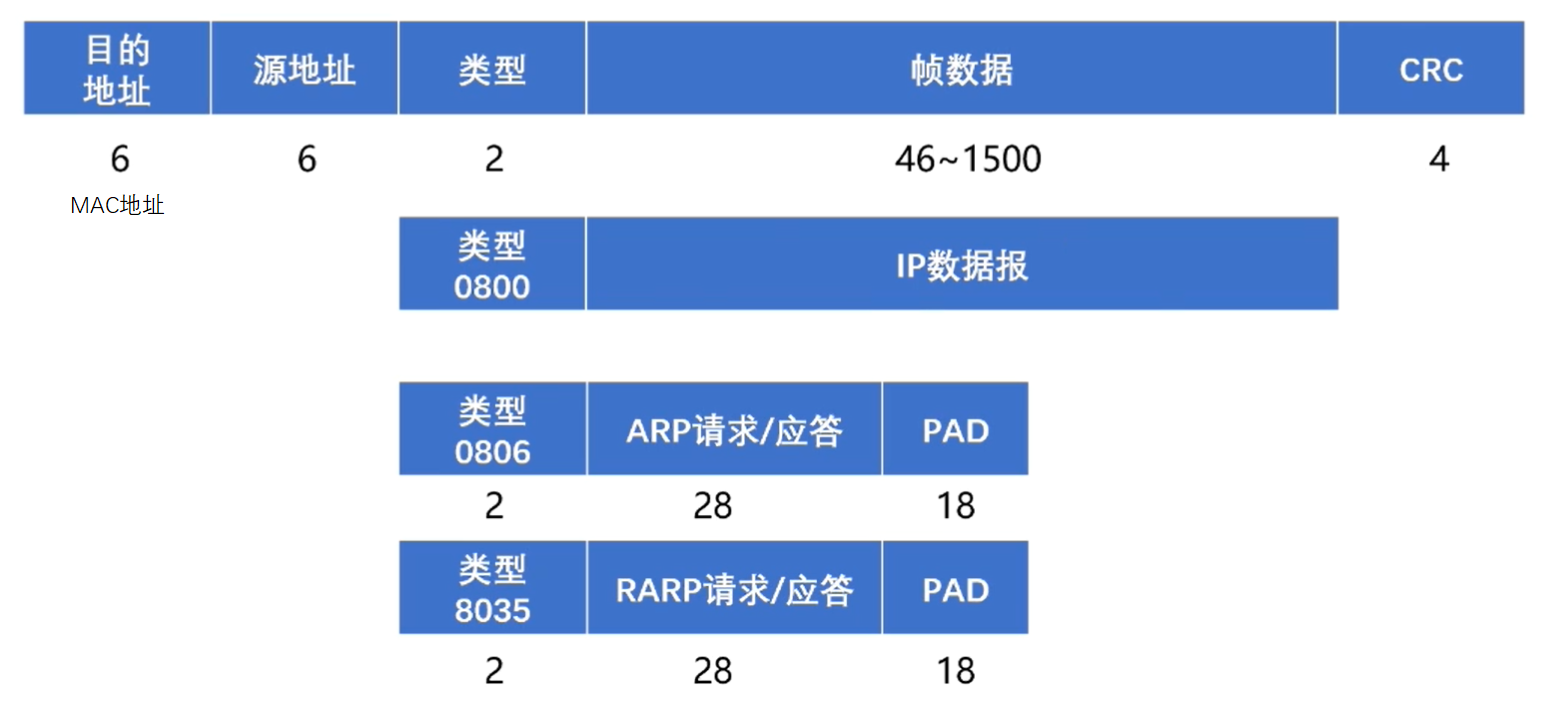 目的
地址
源地址
类型
帧数据
CRC
6
6
2
46~1500
4
MAC地址
类型
0800
IP数据报
类型
0806
ARP请求/应答
PAD
2
28
18
类型
8035
RARP请求/应答
PAD
2
28
18